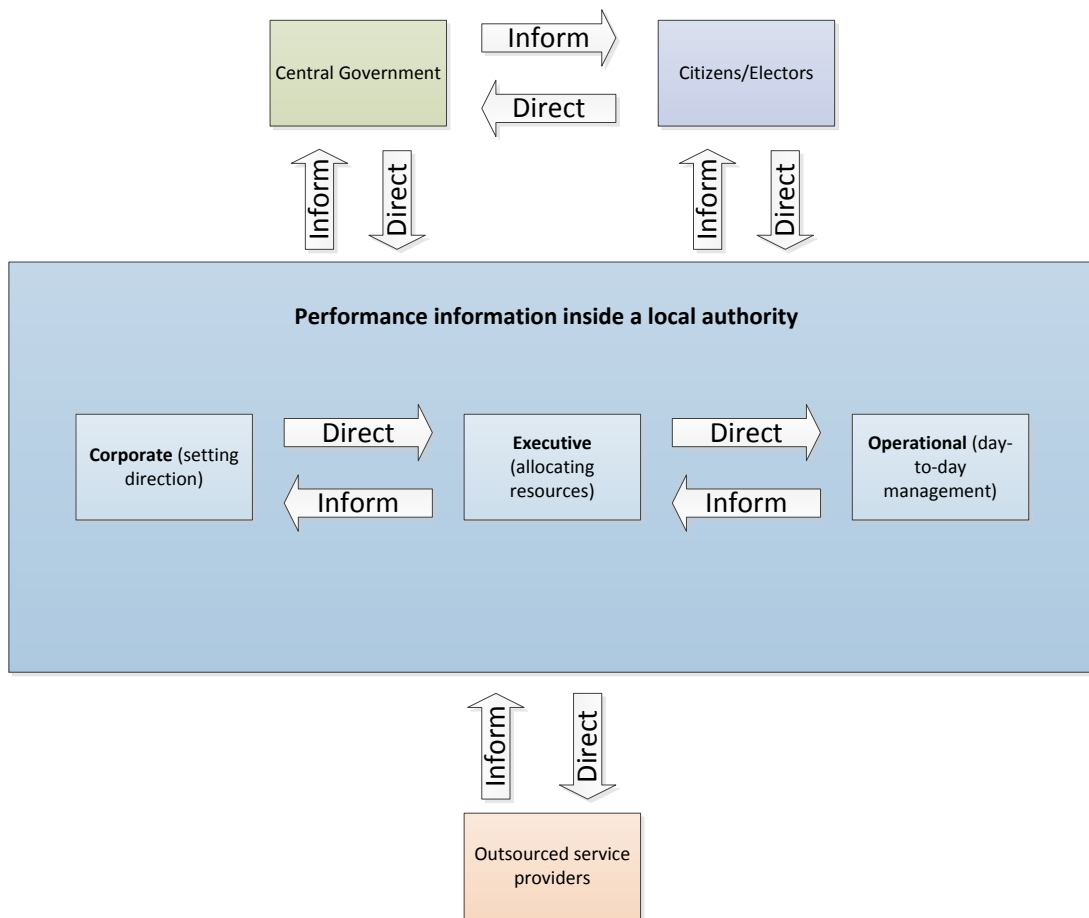 Central Government
Inform
Direct
Citizens/Electors
Inform
Direct
Inform
Direct
Performance information inside a local authority
Corporate (setting
direction)
Direct
Inform
Executive
(allocating
resources)
Direct
Inform
Operational (day-
to-day
management)
Inform
Direct
Outsourced service
providers